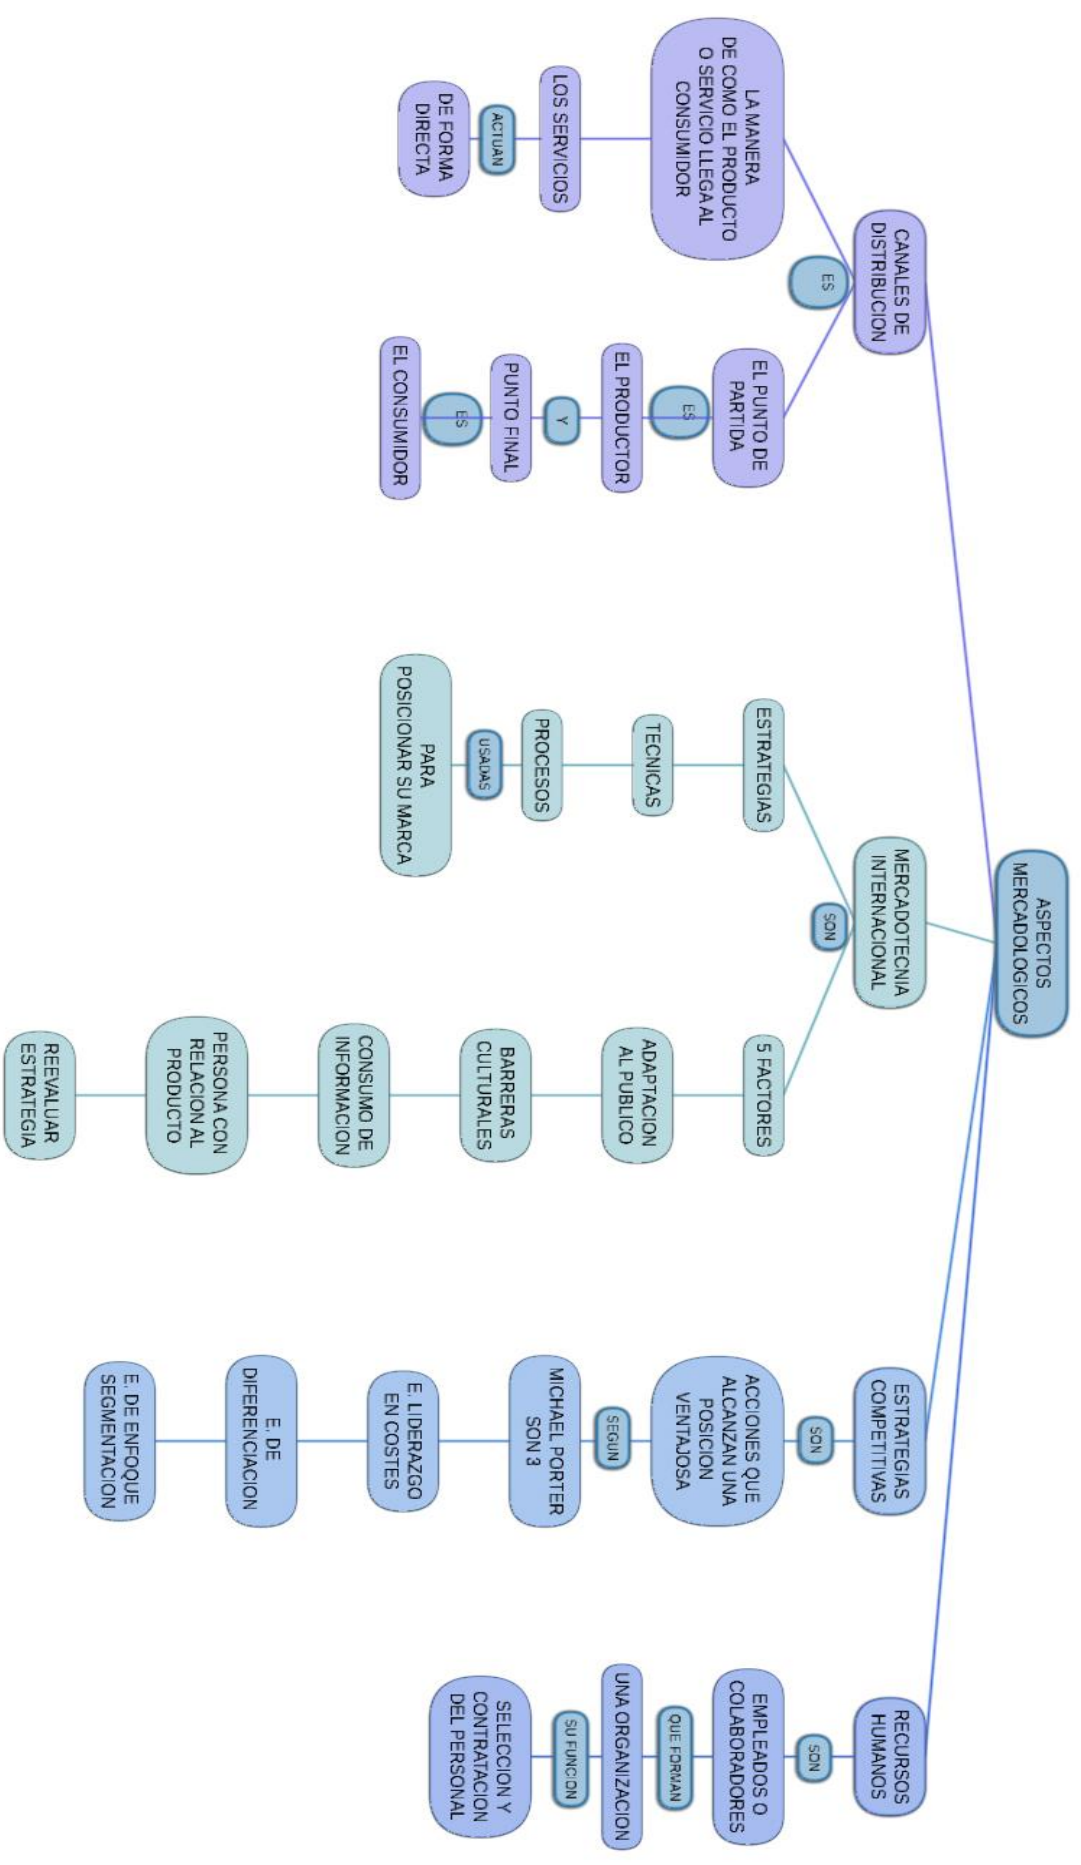 ASPECTOS
MERCADOLOGICOS
CANALES DE
DISTRIBUCION
ES
LA MANERA
DE COMO EL PRODUCTO
O SERVICIO LLEGA AL
CONSUMIDOR
LOS SERVICIOS
ACTUAN
DE FORMA
DIRECTA
EL PUNTO DE
PARTIDA
ES
EL PRODUCTOR
Y
PUNTO FINAL
ES
EL CONSUMIDOR
MERCADOTECNIA
INTERNACIONAL
SON
ESTRATEGIAS
TECNICAS
PROCESOS
USADAS
PARA
POSICIONAR SU MARCA
5 FACTORES
ADAPTACION
AL PUBLICO
BARRERAS
CULTURALES
CONSUMO DE
INFORMACION
PERSONA CON
RELACION AL
PRODUCTO
REEVALUAR
ESTRATEGIA
ESTRATEGIAS
COMPETITIVAS
SON
ACCIONES QUE
ALCANZAN UNA
POSICION
VENTAJOSA
SEGUN
MICHAEL PORTER
SON 3
E. LIDERAZGO
EN COSTES
E. DE
DIFERENCIACION
E. DE ENFOQUE
SEGMENTACION
RECURSOS
HUMANOS
SON
EMPLEADOS O
COLABORADORES
QUE FORMAN
UNA ORGANIZACION
SU FUNCION
SELECCION Y
CONTRATACION
DEL PERSONAL